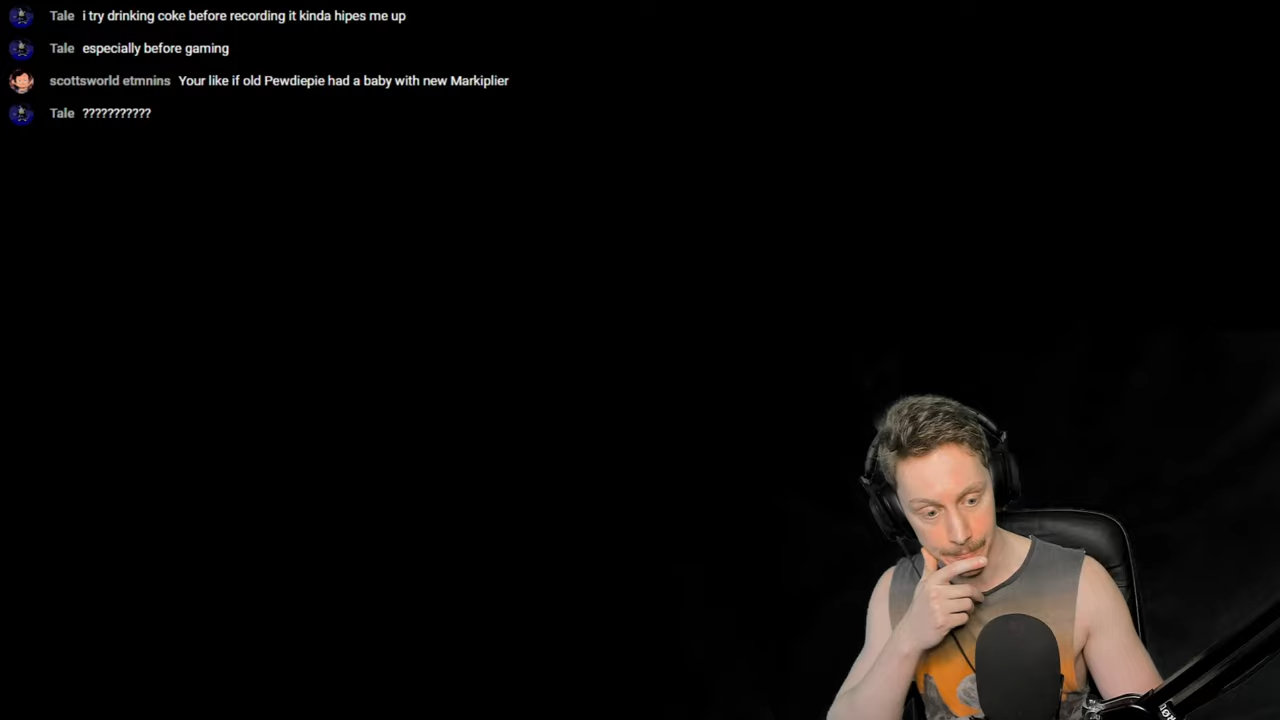 Tale i try drinking coke before recording it kinda hipes me up
Tale especially before gaming
scottsworld etmnins Your like if old Pewdiepie had a baby with new Markiplier
Tale ???????????